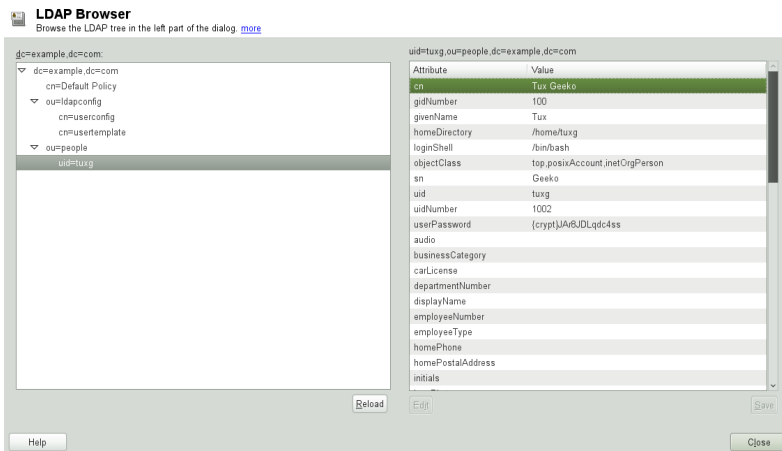 LDAP Browser
Browse the LDAP tree in the left part of the dialog. more
dc=example,dc=com:
dc=example,dc=com
cn=Default Policy
ou=ldapconfig
cn=userconfig
cn=usertemplate
ou=people
uid=tuxg
Reload
uid=tuxg,ou=people,dc=example,dc=com
Attribute Value
cn Tux Geeko
gidNumber 100
givenName Tux
homeDirectory /home/tuxg
loginShell /bin/bash
objectClass top,posixAccount,inetOrgPerson
sn Geeko
uid tuxg
uidNumber 1002
userPassword {crypt}JAr8JDLqdc4ss
audio
businessCategory
carLicense
departmentNumber
displayName
employeeNumber
employeeType
homePhone
homePostalAddress
initials
Edit Save
Help Close